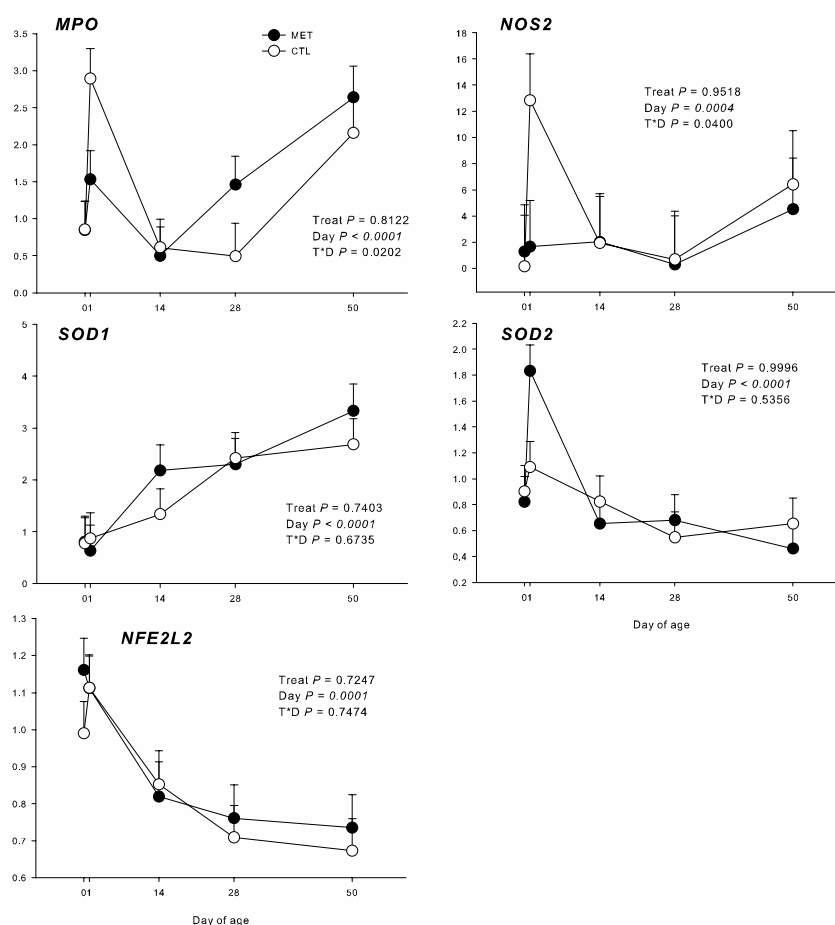 MPO
MET
CTL
3.5
3.0
2.5
2.0
1.5
1.0
0.5
0.0
Treat P = 0.8122
Day P < 0.0001
T*D P = 0.0202
01 14 28 50
NOS2
18
16
14
12
10
8
6
4
2
0
Treat P = 0.9518
Day P = 0.0004
T*D P = 0.0400
01 14 28 50
SOD1
5
4
3
2
1
0
Treat P = 0.7403
Day P < 0.0001
T*D P = 0.6735
01 14 28 50
SOD2
2.2
2.0
1.8
1.6
1.4
1.2
1.0
0.8
0.6
0.4
0.2
Treat P = 0.9996
Day P < 0.0001
T*D P = 0.5356
01 14 28 50
Day of age
NFE2L2
1.3
1.2
1.1
1.0
0.9
0.8
0.7
0.6
Treat P = 0.7247
Day P = 0.0001
T*D P = 0.7474
01 14 28 50
Day of age